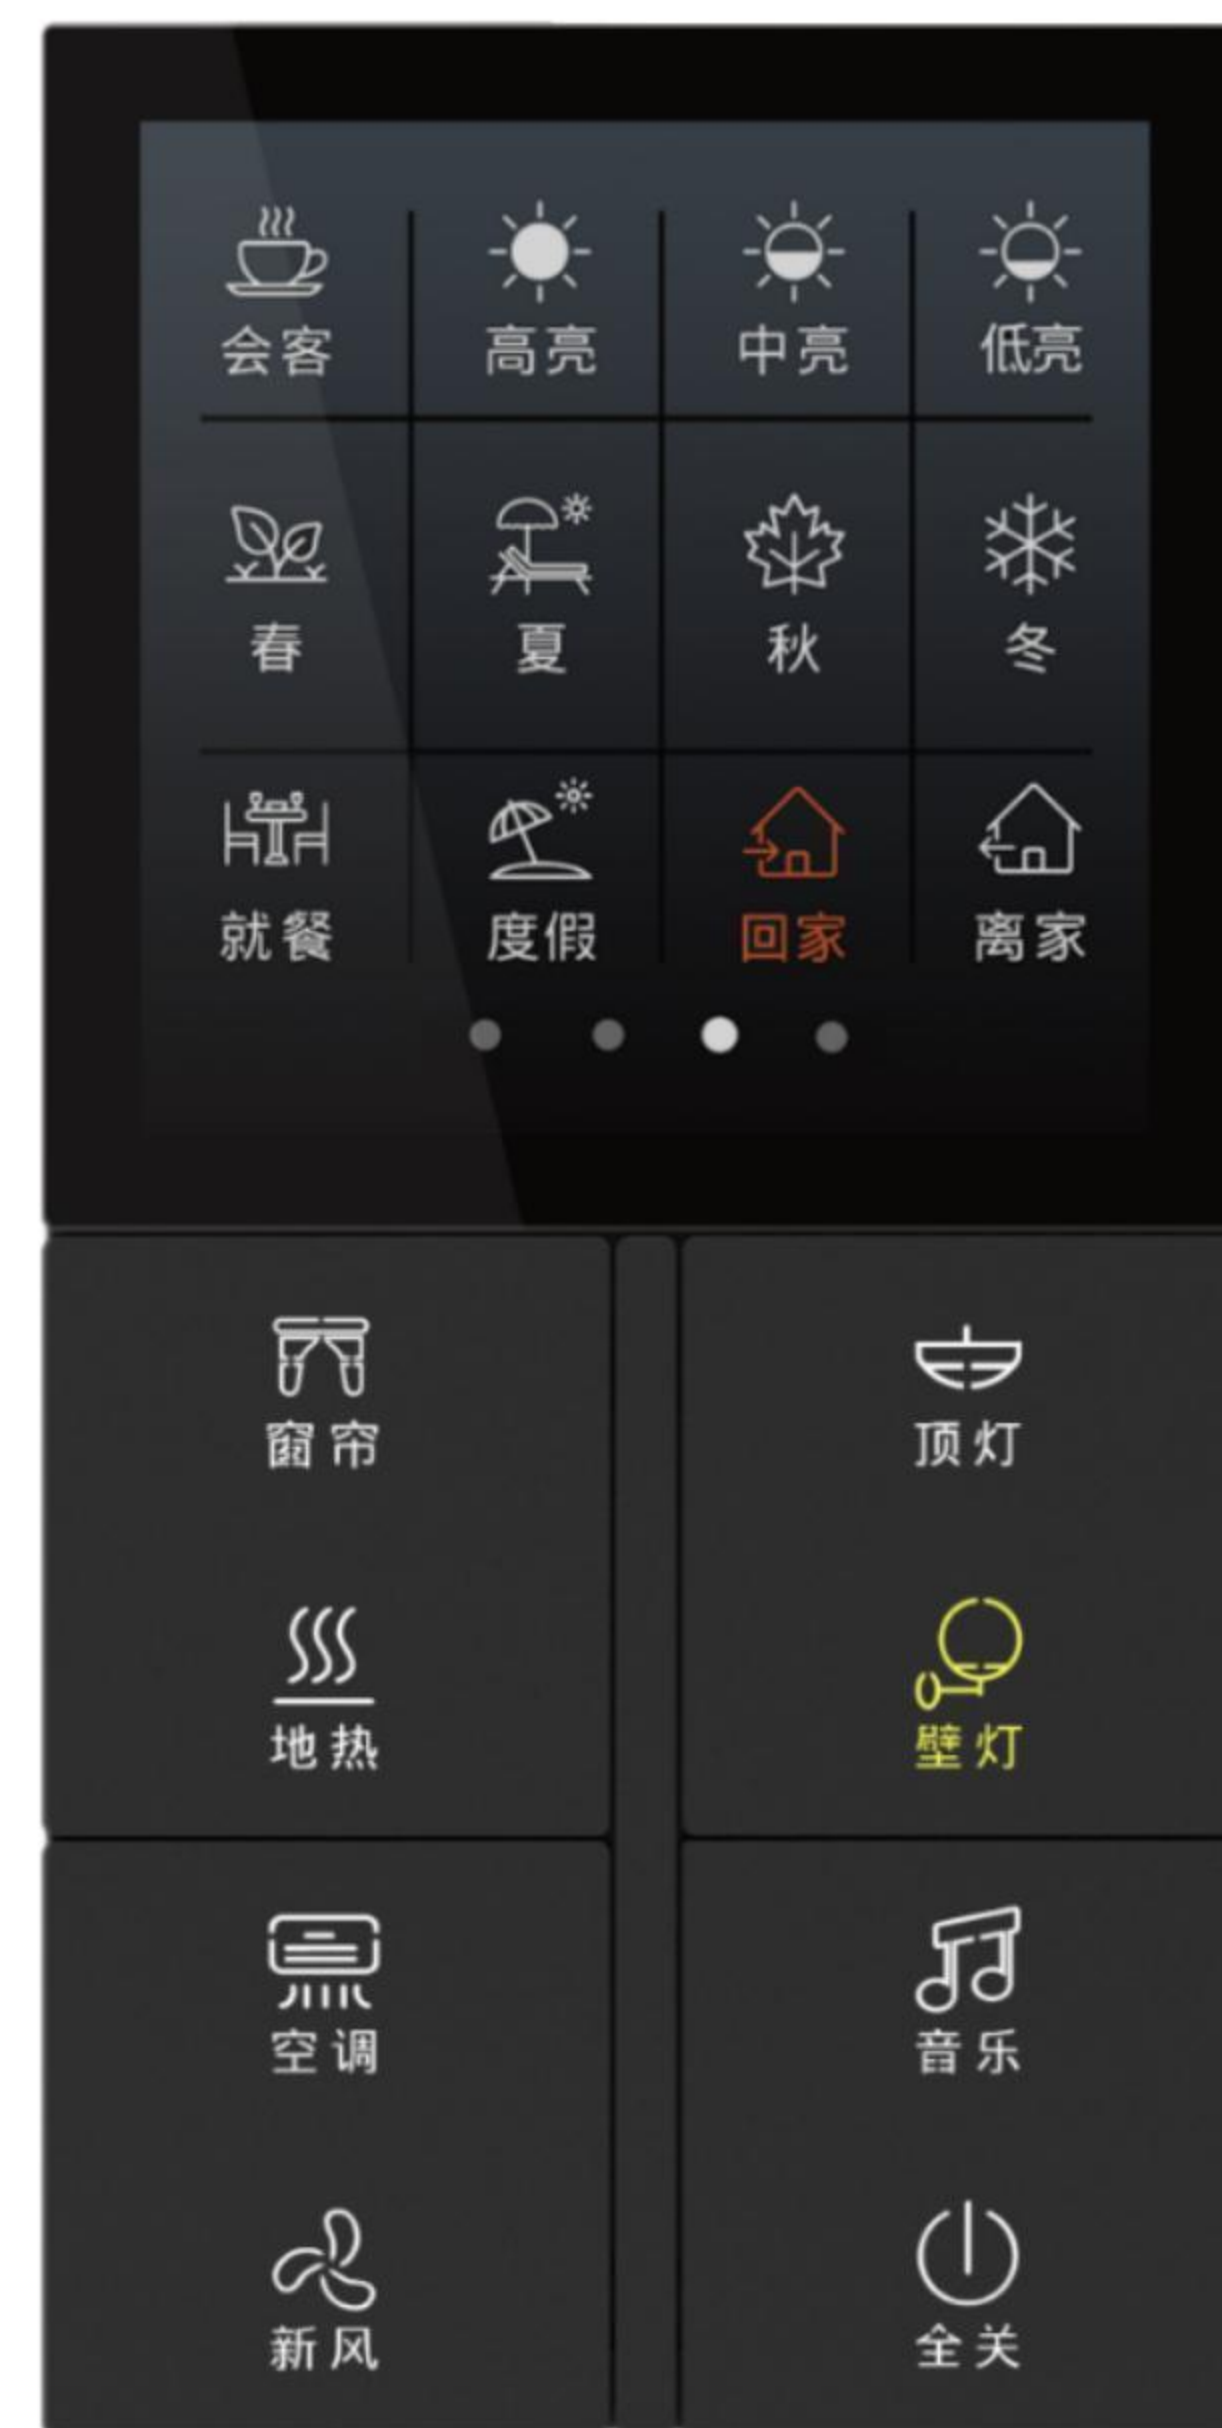 会客 高亮 中亮 低亮
春 夏 秋 冬
就餐 度假 回家 离家
窗帘 顶灯
地热 壁灯
空调 音乐
新风 全关